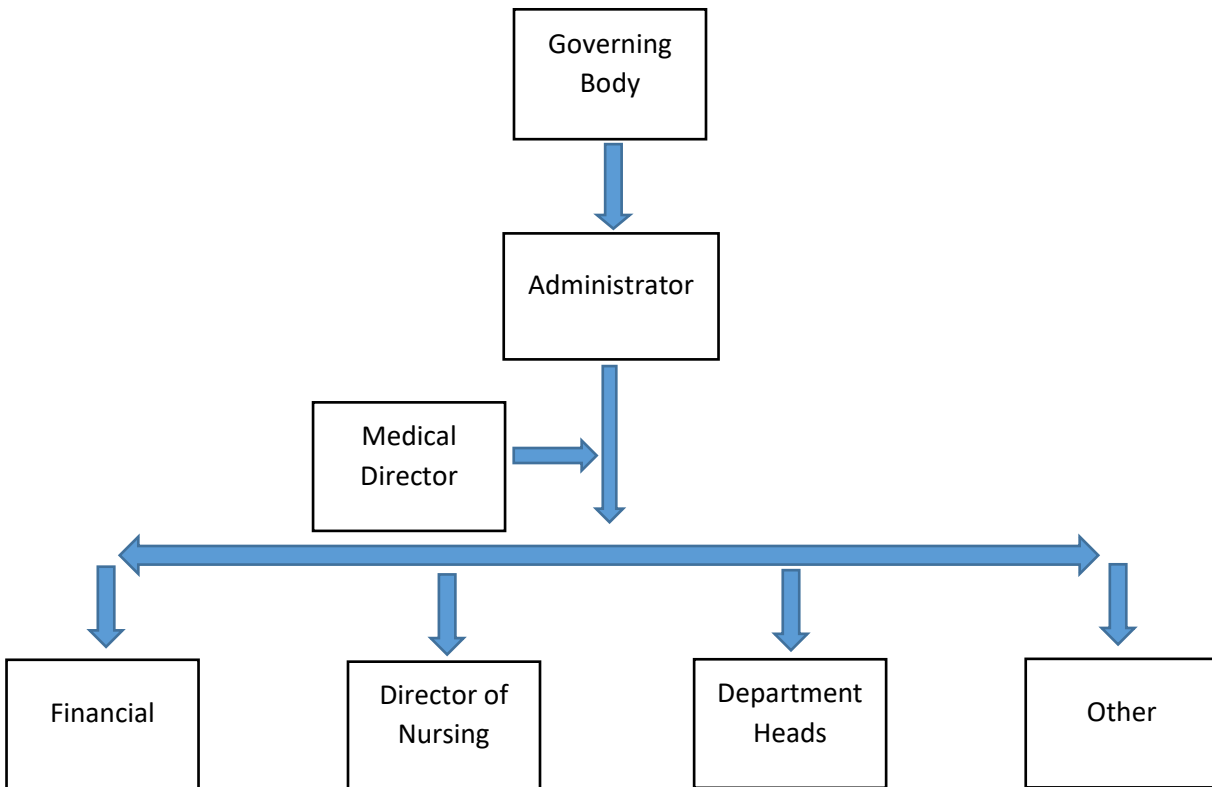 Governing
Body
Administrator
Medical
Director
Financial
Director of
Nursing
Department
Heads
Other